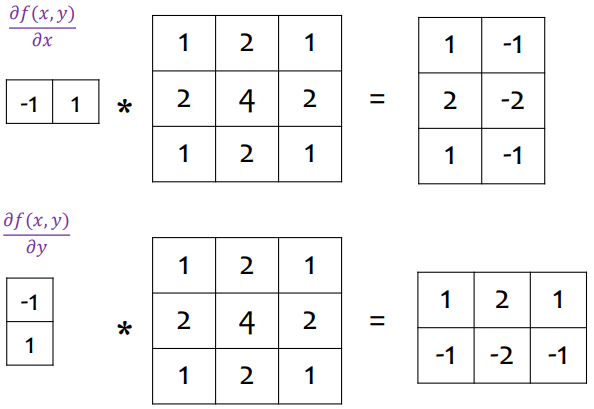 ∂f(x, y)
∂x
1 2 1
2 4 2
1 2 1
-1 1 * =
1 -1
2 -2
1 -1
∂f(x, y)
∂y
-1
1
*
1 2 1
2 4 2
1 2 1
=
1 2 1
-1 -2 -1